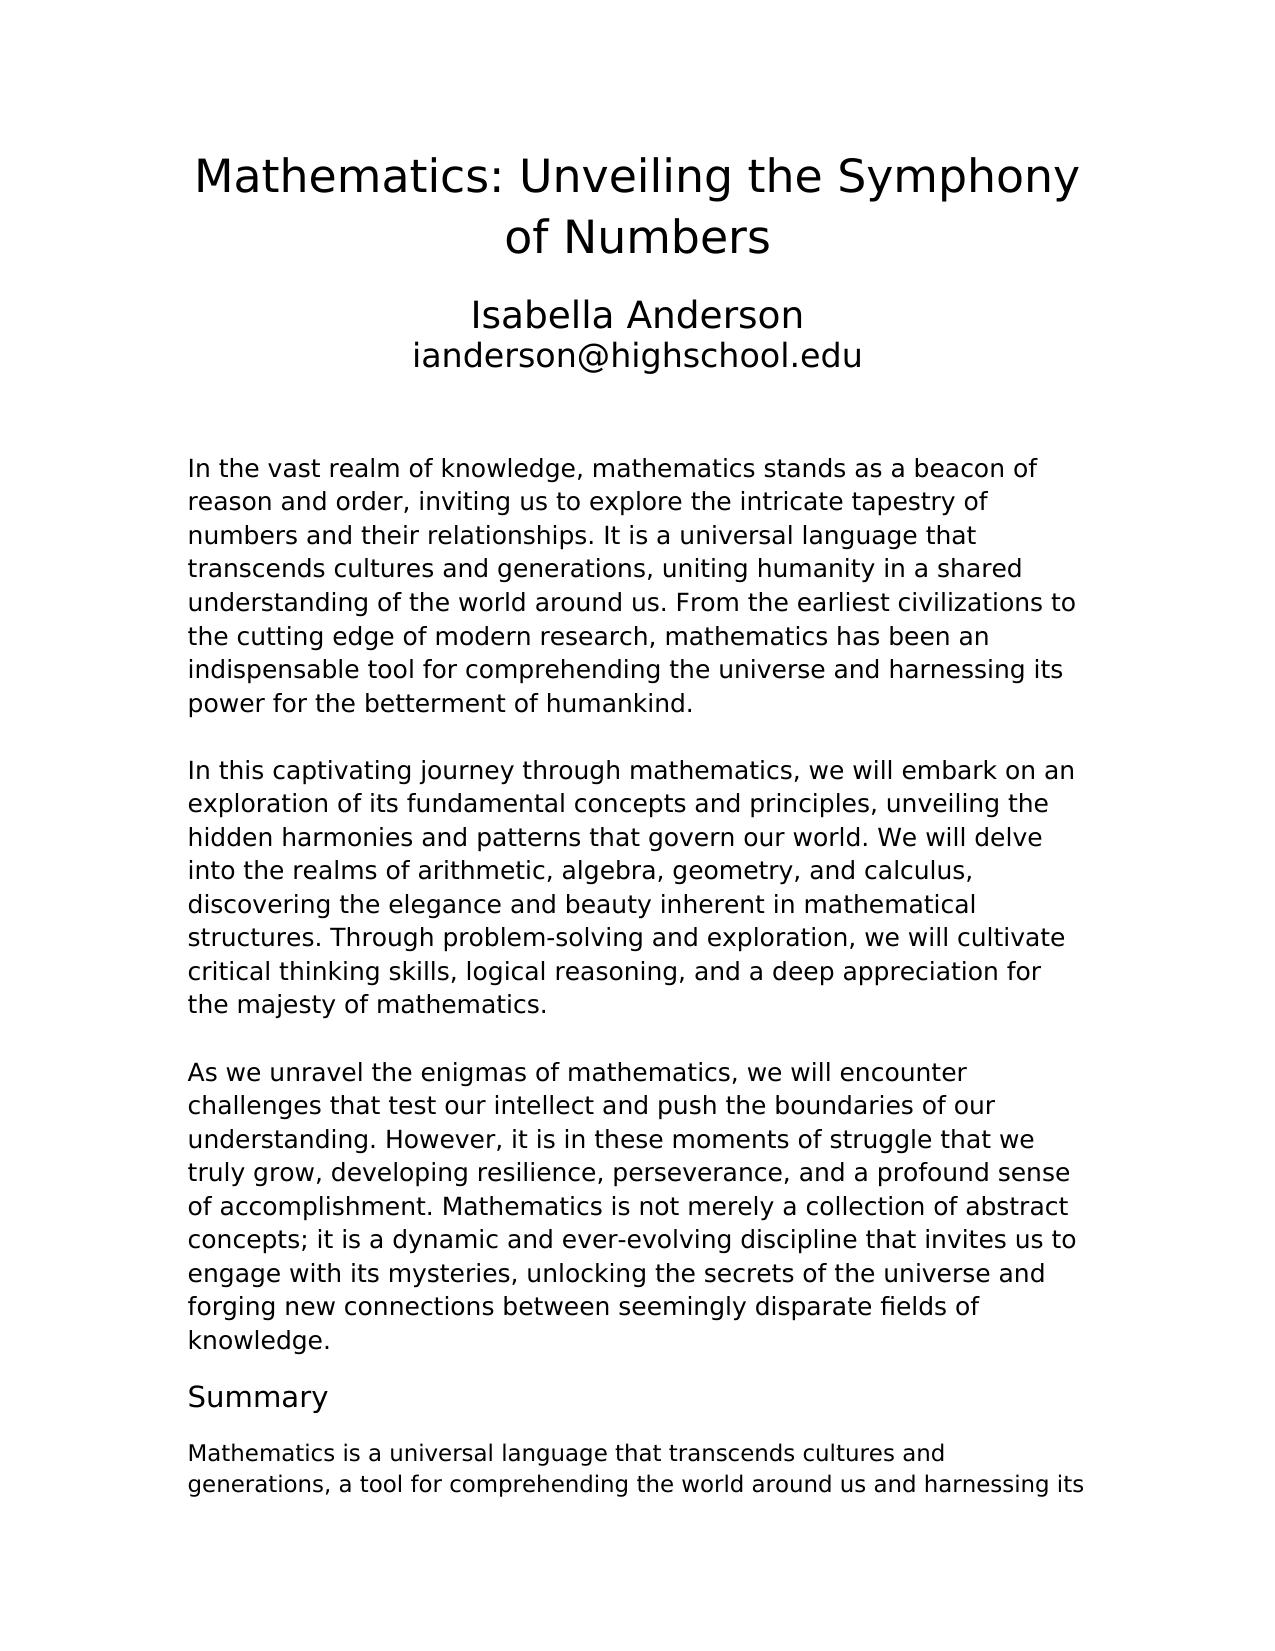 Mathematics: Unveiling the Symphony
of Numbers
Isabella Anderson
ianderson@highschool.edu
In the vast realm of knowledge, mathematics stands as a beacon of
reason and order, inviting us to explore the intricate tapestry of
numbers and their relationships. It is a universal language that
transcends cultures and generations, uniting humanity in a shared
understanding of the world around us. From the earliest civilizations to
the cutting edge of modern research, mathematics has been an
indispensable tool for comprehending the universe and harnessing its
power for the betterment of humankind.
In this captivating journey through mathematics, we will embark on an
exploration of its fundamental concepts and principles, unveiling the
hidden harmonies and patterns that govern our world. We will delve
into the realms of arithmetic, algebra, geometry, and calculus,
discovering the elegance and beauty inherent in mathematical
structures. Through problem-solving and exploration, we will cultivate
critical thinking skills, logical reasoning, and a deep appreciation for
the majesty of mathematics.
As we unravel the enigmas of mathematics, we will encounter
challenges that test our intellect and push the boundaries of our
understanding. However, it is in these moments of struggle that we
truly grow, developing resilience, perseverance, and a profound sense
of accomplishment. Mathematics is not merely a collection of abstract
concepts; it is a dynamic and ever-evolving discipline that invites us to
engage with its mysteries, unlocking the secrets of the universe and
forging new connections between seemingly disparate fields of
knowledge.
Summary
Mathematics is a universal language that transcends cultures and
generations, a tool for comprehending the world around us and harnessing its